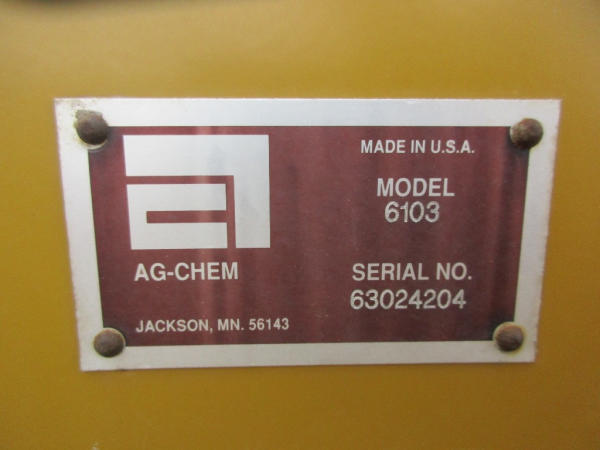 MADE IN U.S.A.
MODEL
6103
AG-CHEM
SERIAL NO.
63024204
JACKSON, MN. 56143